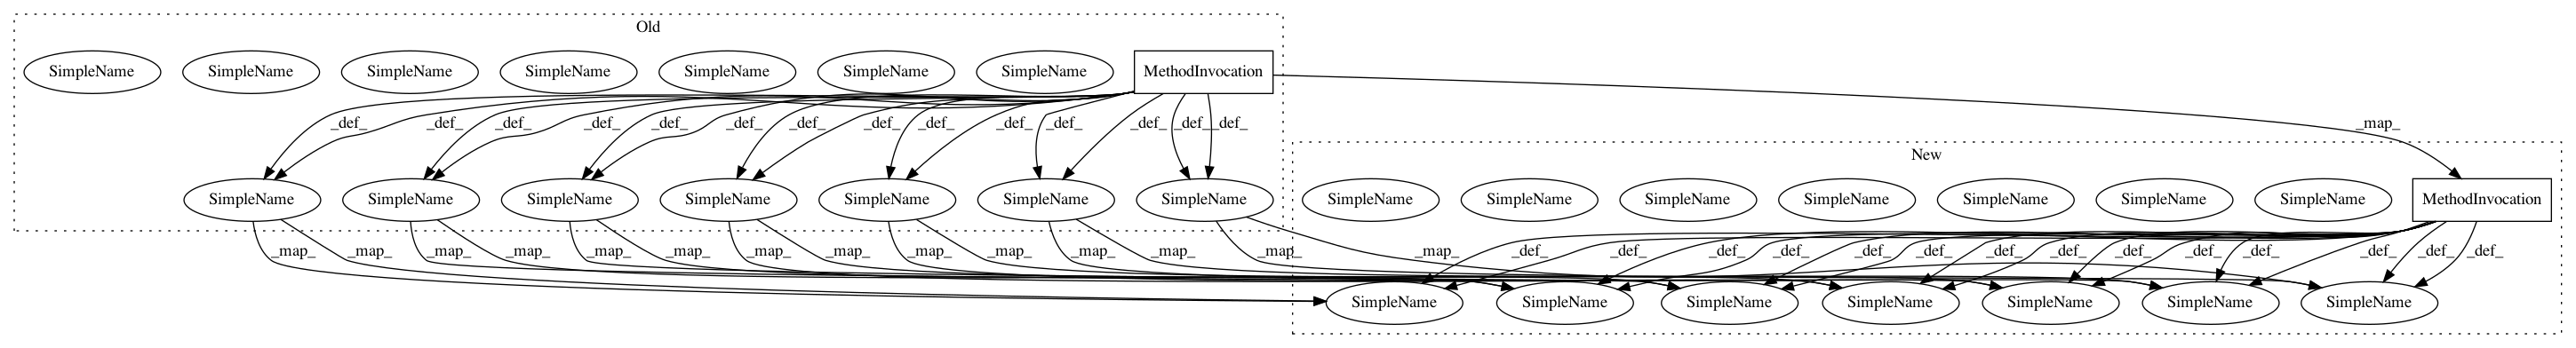 Old
SimpleName SimpleName SimpleName SimpleName SimpleName SimpleName SimpleName MethodInvocation
_def_ _def_ _def_ _def_ _def_ _def_ _def_ _def_ _def_ _def_ _def_ _def_ _def_ _def_ _map_
New
SimpleName SimpleName SimpleName SimpleName SimpleName SimpleName SimpleName SimpleName SimpleName SimpleName SimpleName SimpleName SimpleName SimpleName MethodInvocation
_map_ _map_ _map_ _map_ _map_ _map_ _map_ _map_ _map_ _map_ _map_ _map_ _map_ _map_ _def_ _def_ _def_ _def_ _def_ _def_ _def_ _def_ _def_ _def_ _def_ _def_ _def_ _def_
SimpleName SimpleName SimpleName SimpleName SimpleName SimpleName SimpleName